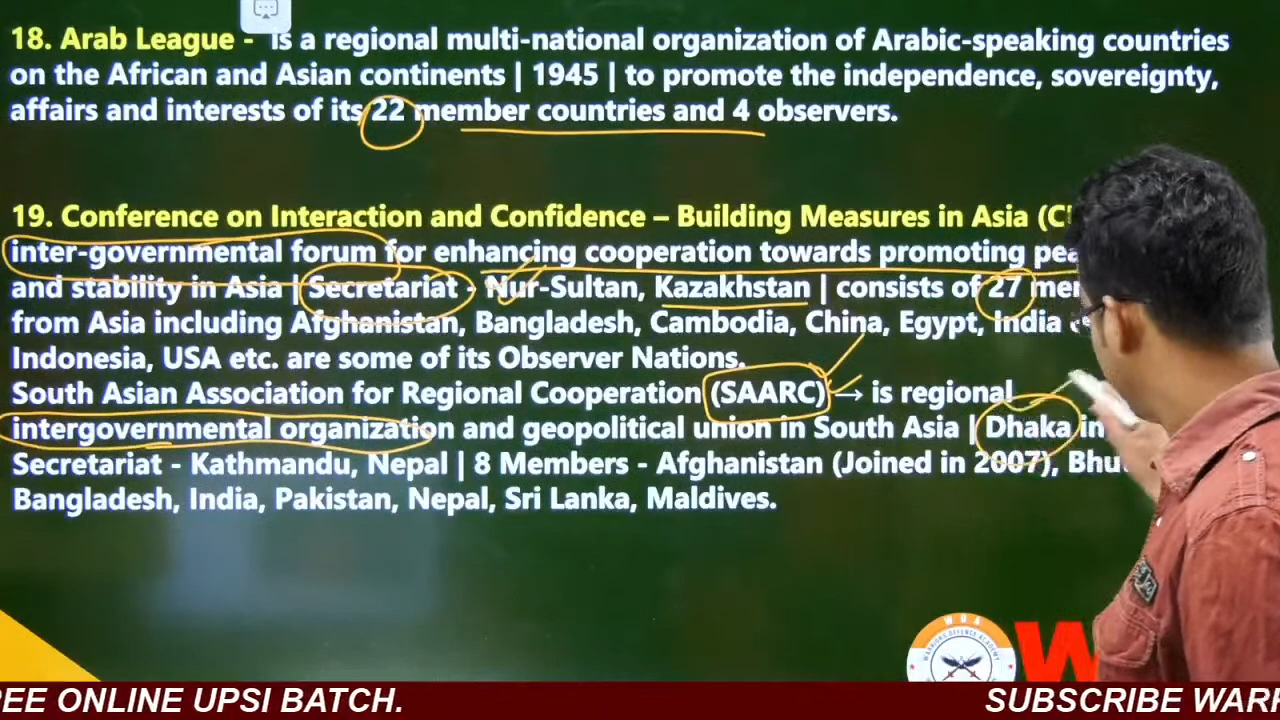 18. Arab League - is a regional multi-national organization of Arabic-speaking countries
on the African and Asian continents | 1945 | to promote the independence, sovereignty,
affairs and interests of its 22 member countries and 4 observers.
19. Conference on Interaction and Confidence – Building Measures in Asia
inter-governmental forum for enhancing cooperation towards promoting
and stability in Asia | Secretariat - Nur-Sultan, Kazakhstan | consists of 27
from Asia including Afghanistan, Bangladesh, Cambodia, China, Egypt, India
Indonesia, USA etc. are some of its Observer Nations.
South Asian Association for Regional Cooperation (SAARC) → is regional
intergovernmental organization and geopolitical union in South Asia | Dhaka in
Secretariat - Kathmandu, Nepal | 8 Members - Afghanistan (Joined in 2007),
Bangladesh, India, Pakistan, Nepal, Sri Lanka, Maldives.
WDA
WARRIORS DEFENCE ACADEMY
W
REE ONLINE UPSI BATCH. SUBSCRIBE